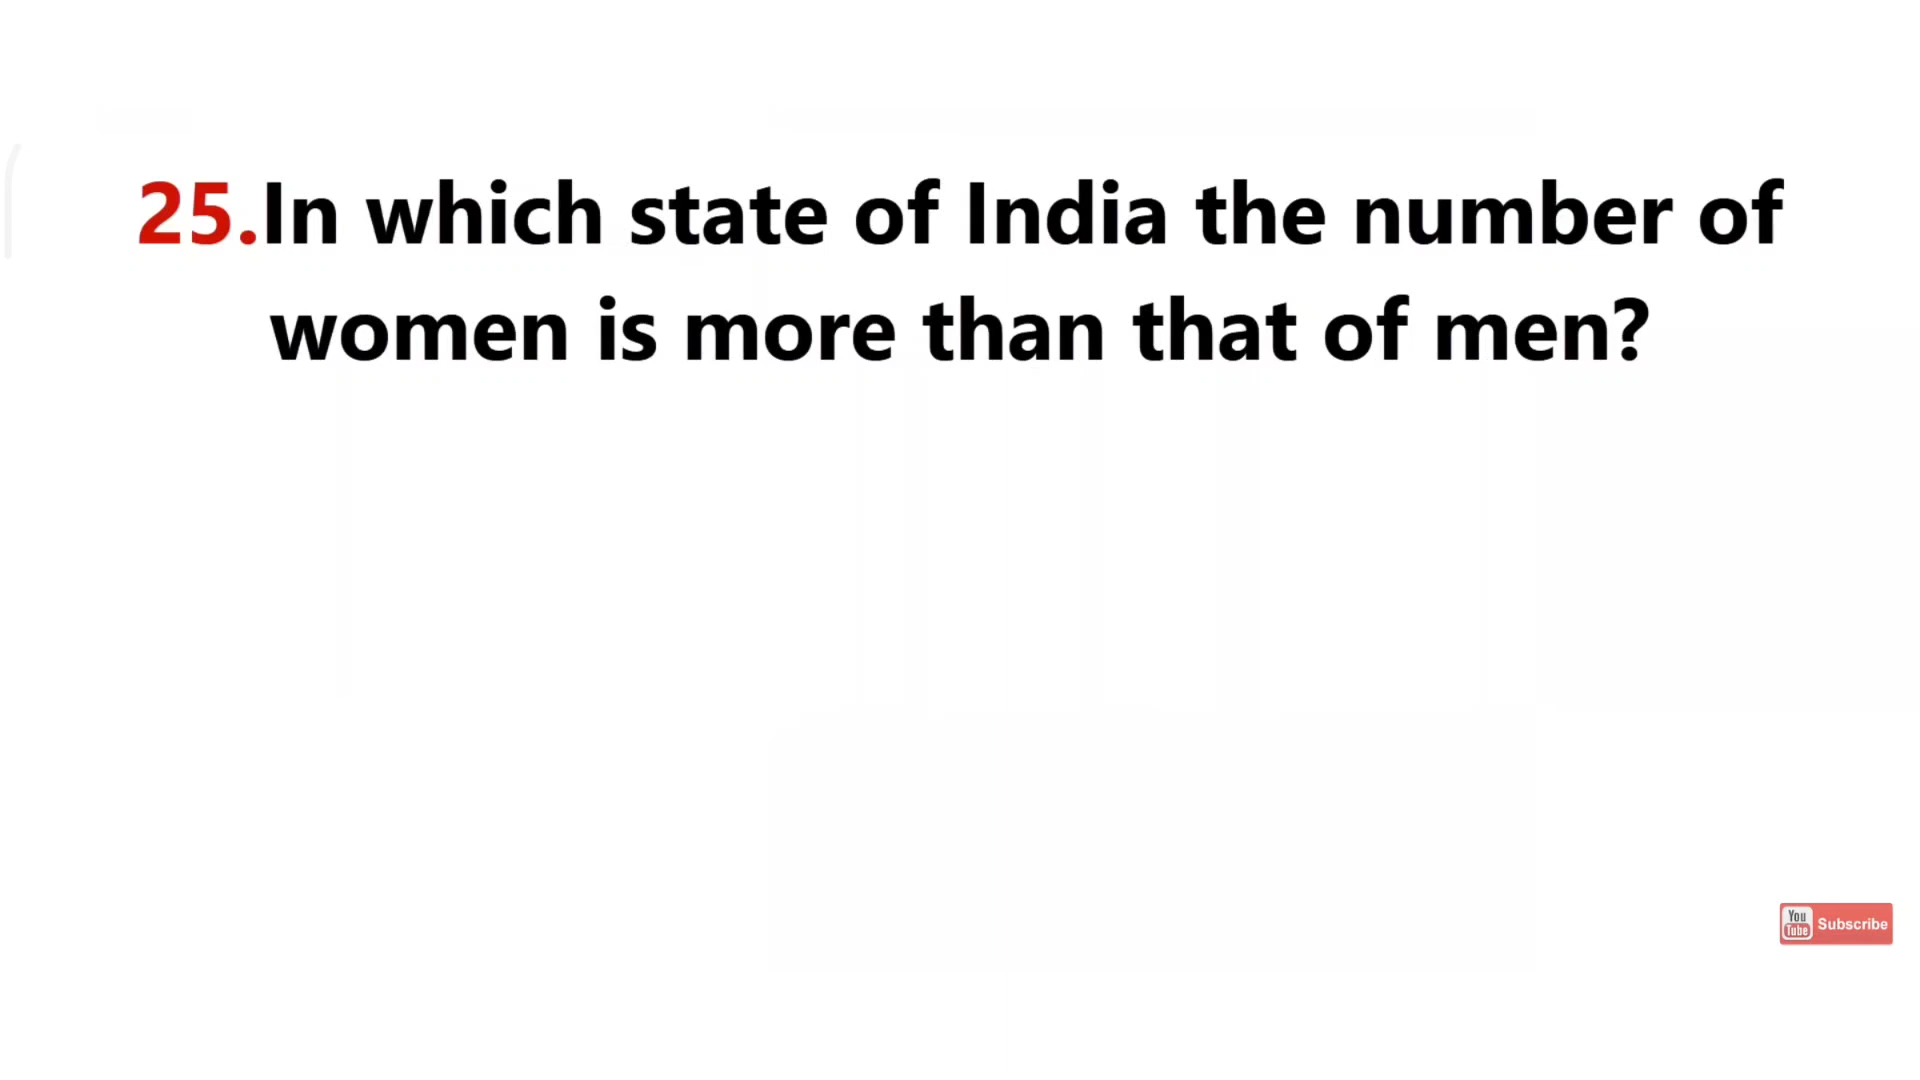 25.In which state of India the number of
women is more than that of men?
You
Tube
Subscribe